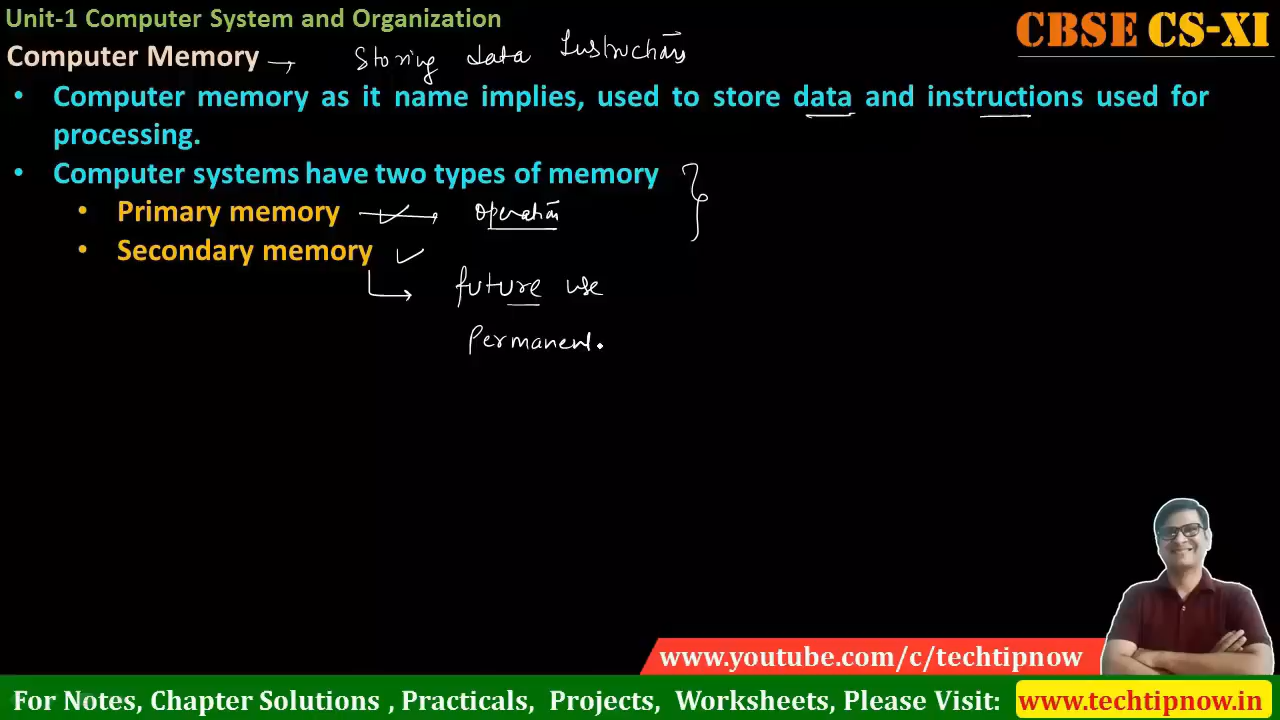 Unit-1 Computer System and Organization
CBSE CS-XI
Computer Memory → Storing data Instructions
• Computer memory as it name implies, used to store data and instructions used for
processing.
• Computer systems have two types of memory
• Primary memory → operation
• Secondary memory
future use
Permanent.
www.youtube.com/c/techtipnow
For Notes, Chapter Solutions , Practicals, Projects, Worksheets, Please Visit: www.techtipnow.in